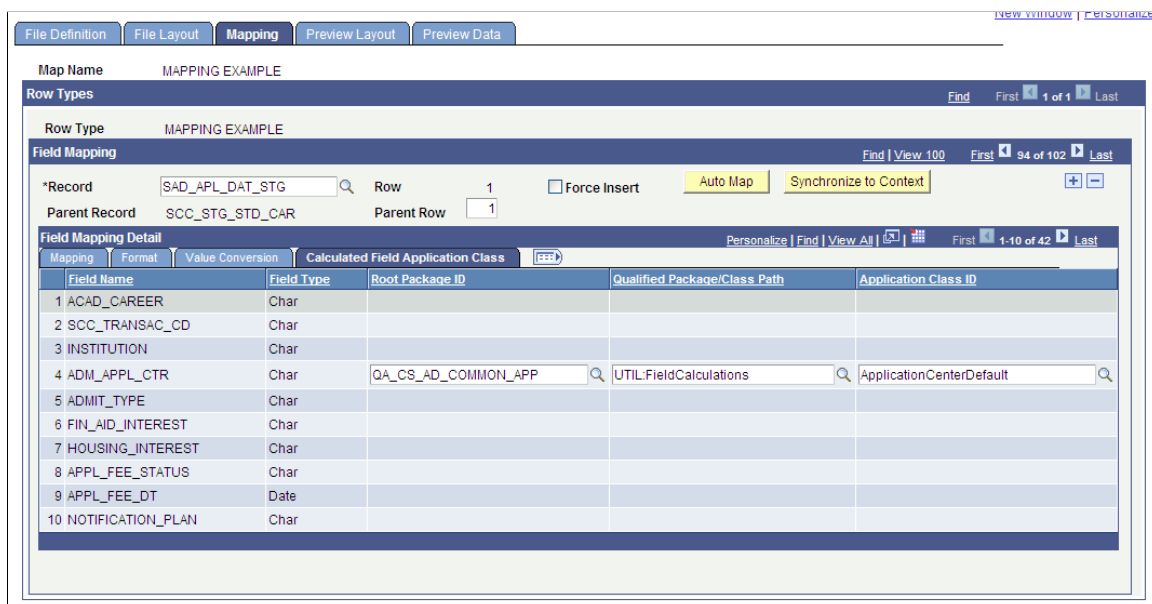 New Window | Personalize
File Definition File Layout Mapping Preview Layout Preview Data
Map Name MAPPING EXAMPLE
Row Types Find First 1 of 1 Last
Row Type MAPPING EXAMPLE
Field Mapping Find | View 100 First 94 of 102 Last
*Record SAD_APL_DAT_STG Row 1 Force Insert Auto Map Synchronize to Context
Parent Record SCC_STG_STD_CAR Parent Row 1
Field Mapping Detail Personalize | Find | View All | | First 1-10 of 42 Last
Mapping Format Value Conversion Calculated Field Application Class
Field Name Field Type Root Package ID Qualified Package/Class Path Application Class ID
1 ACAD_CAREER Char
2 SCC_TRANSAC_CD Char
3 INSTITUTION Char
4 ADM_APPL_CTR Char QA_CS_AD_COMMON_APP UTIL:FieldCalculations ApplicationCenterDefault
5 ADMIT_TYPE Char
6 FIN_AID_INTEREST Char
7 HOUSING_INTEREST Char
8 APPL_FEE_STATUS Char
9 APPL_FEE_DT Date
10 NOTIFICATION_PLAN Char